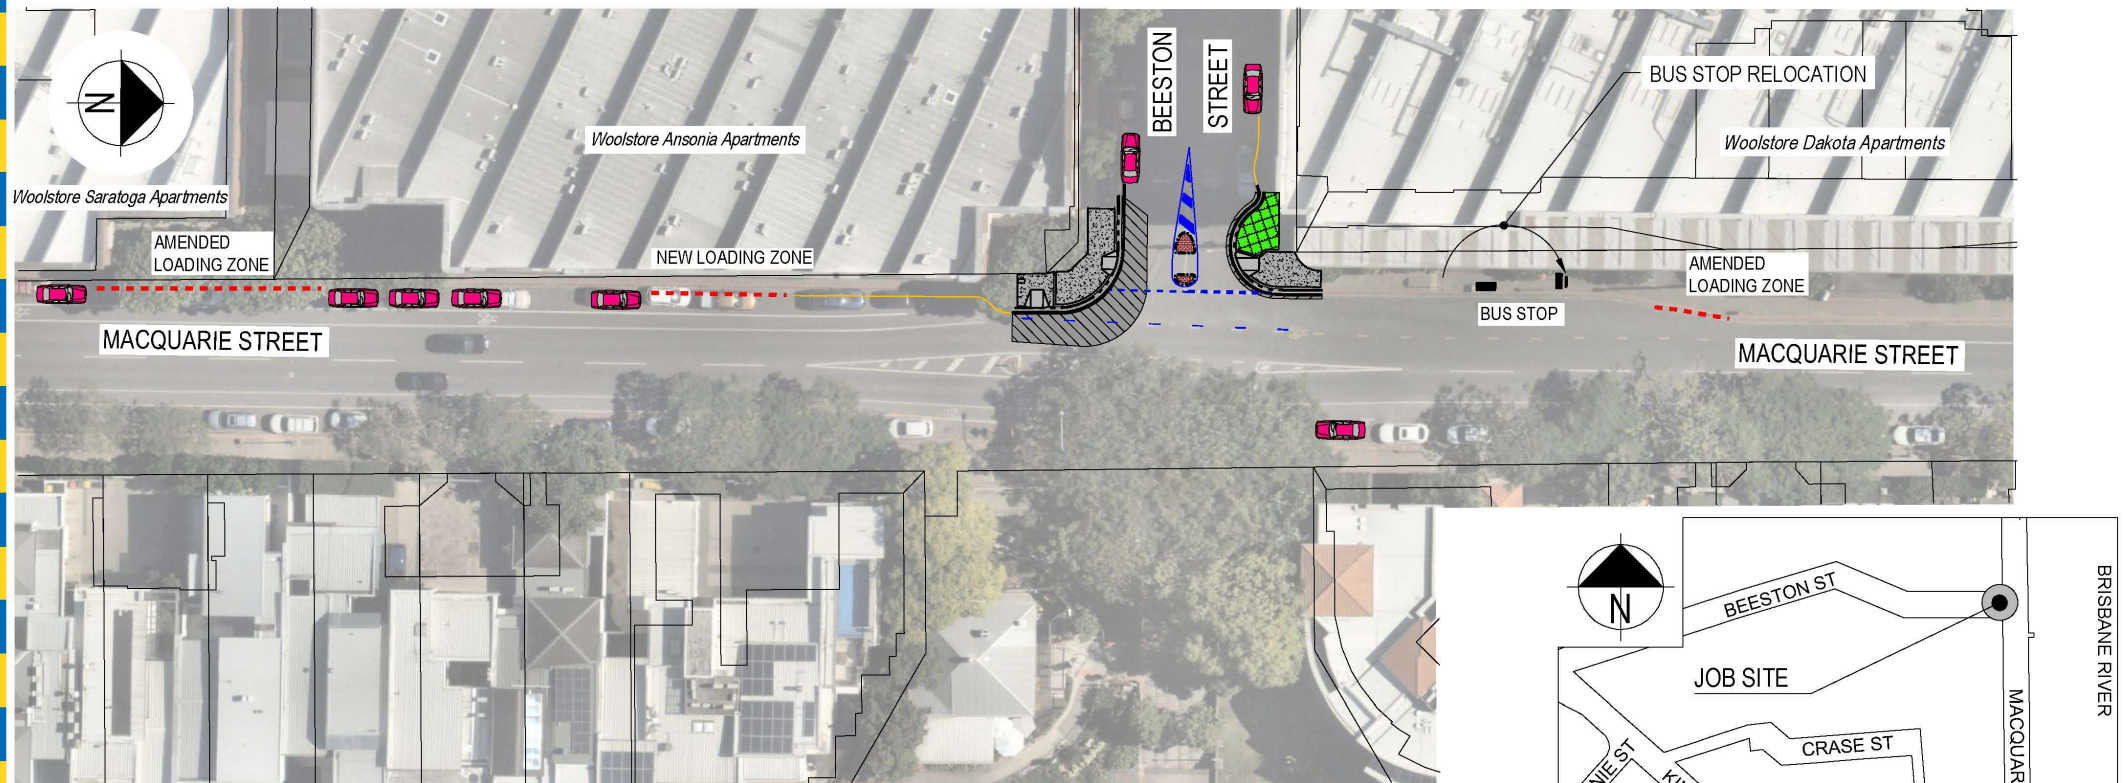 N
Woolstore Saratoga Apartments
AMENDED
LOADING ZONE
Woolstore Ansonia Apartments
NEW LOADING ZONE
BEESTON
STREET
BUS STOP RELOCATION
Woolstore Dakota Apartments
AMENDED
LOADING ZONE
BUS STOP
MACQUARIE STREET
MACQUARIE STREET
N
BEESTON ST
JOB SITE
CRASE ST
BRISBANE RIVER